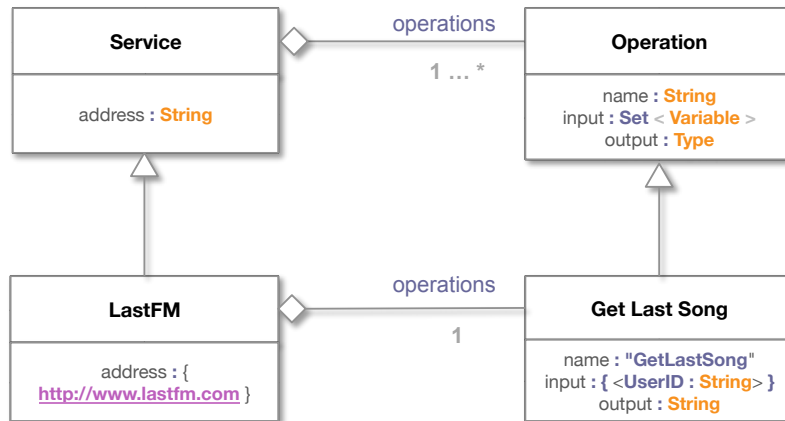 Service
operations
Operation
1 ... *
address : String
name : String
input : Set < Variable >
output : Type
LastFM
operations
Get Last Song
1
address : {
http://www.lastfm.com }
name : "GetLastSong"
input : { <UserID : String> }
output : String